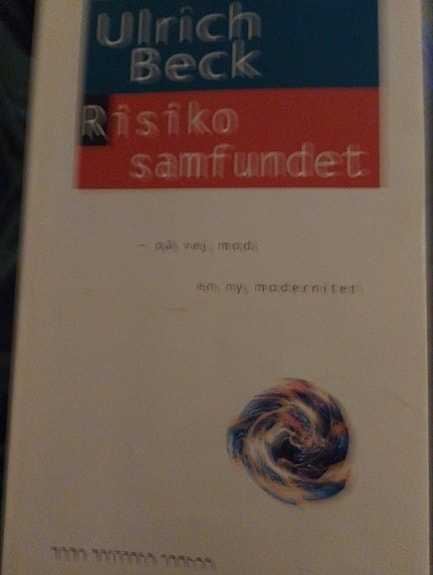 Ulrich
Beck
Risiko
samfundet
– på vej mod
en ny modernitet